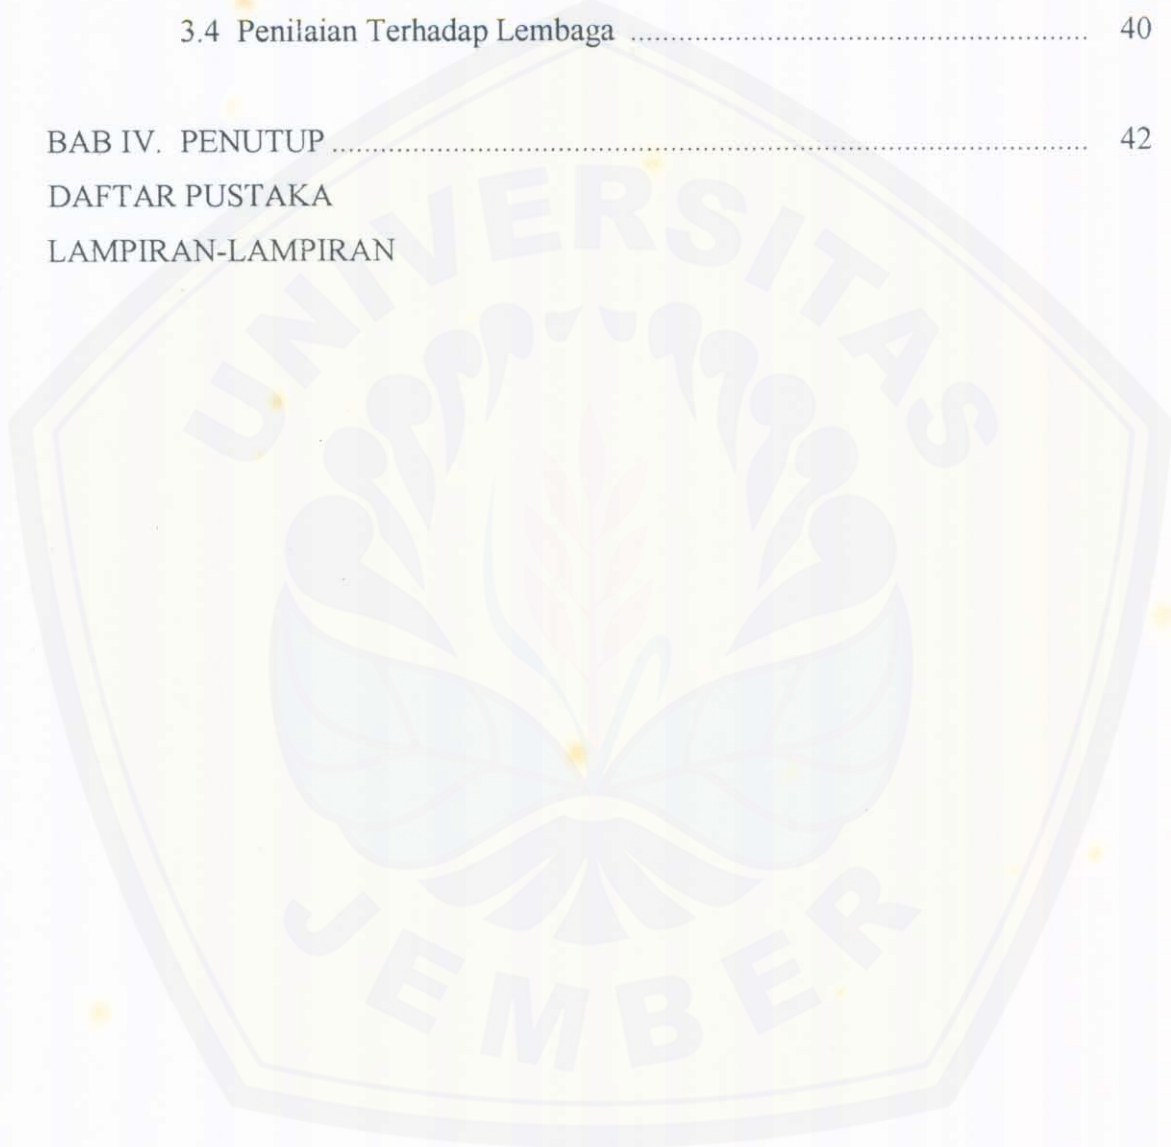 3.4 Penilaian Terhadap Lembaga ........................................................ 40
BAB IV. PENUTUP ........................................................................................ 42
DAFTAR PUSTAKA
LAMPIRAN-LAMPIRAN
UNIVERSITAS
JEMBER